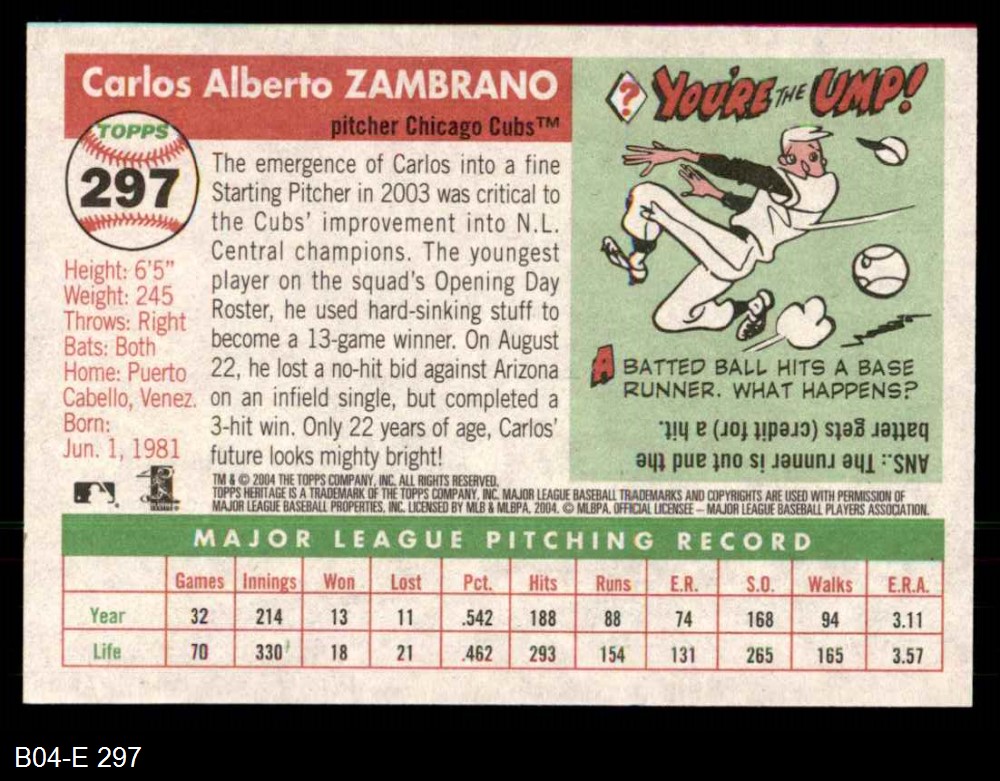 Carlos Alberto ZAMBRANO
pitcher Chicago Cubs™
TOPPS
297
Height: 6'5"
Weight: 245
Throws: Right
Bats: Both
Home: Puerto
Cabello, Venez.
Born:
Jun. 1, 1981
The emergence of Carlos into a fine
Starting Pitcher in 2003 was critical to
the Cubs' improvement into N.L.
Central champions. The youngest
player on the squad's Opening Day
Roster, he used hard-sinking stuff to
become a 13-game winner. On August
22, he lost a no-hit bid against Arizona
on an infield single, but completed a
3-hit win. Only 22 years of age, Carlos'
future looks mighty bright!
? YOU'RE THE UMP!
A BATTED BALL HITS A BASE
RUNNER. WHAT HAPPENS?
ANS.: The runner is out and the
batter gets (credit for) a hit.
TM & © 2004 THE TOPPS COMPANY, INC. ALL RIGHTS RESERVED.
TOPPS HERITAGE IS A TRADEMARK OF THE TOPPS COMPANY, INC. MAJOR LEAGUE BASEBALL TRADEMARKS AND COPYRIGHTS ARE USED WITH PERMISSION OF
MAJOR LEAGUE BASEBALL PROPERTIES, INC. LICENSED BY MLB & MLBPA, 2004. © MLBPA. OFFICIAL LICENSEE – MAJOR LEAGUE BASEBALL PLAYERS ASSOCIATION.
MAJOR LEAGUE PITCHING RECORD
Games Innings Won Lost Pct. Hits Runs E.R. S.O. Walks E.R.A.
Year 32 214 13 11 .542 188 88 74 168 94 3.11
Life 70 330 18 21 .462 293 154 131 265 165 3.57
B04-E 297